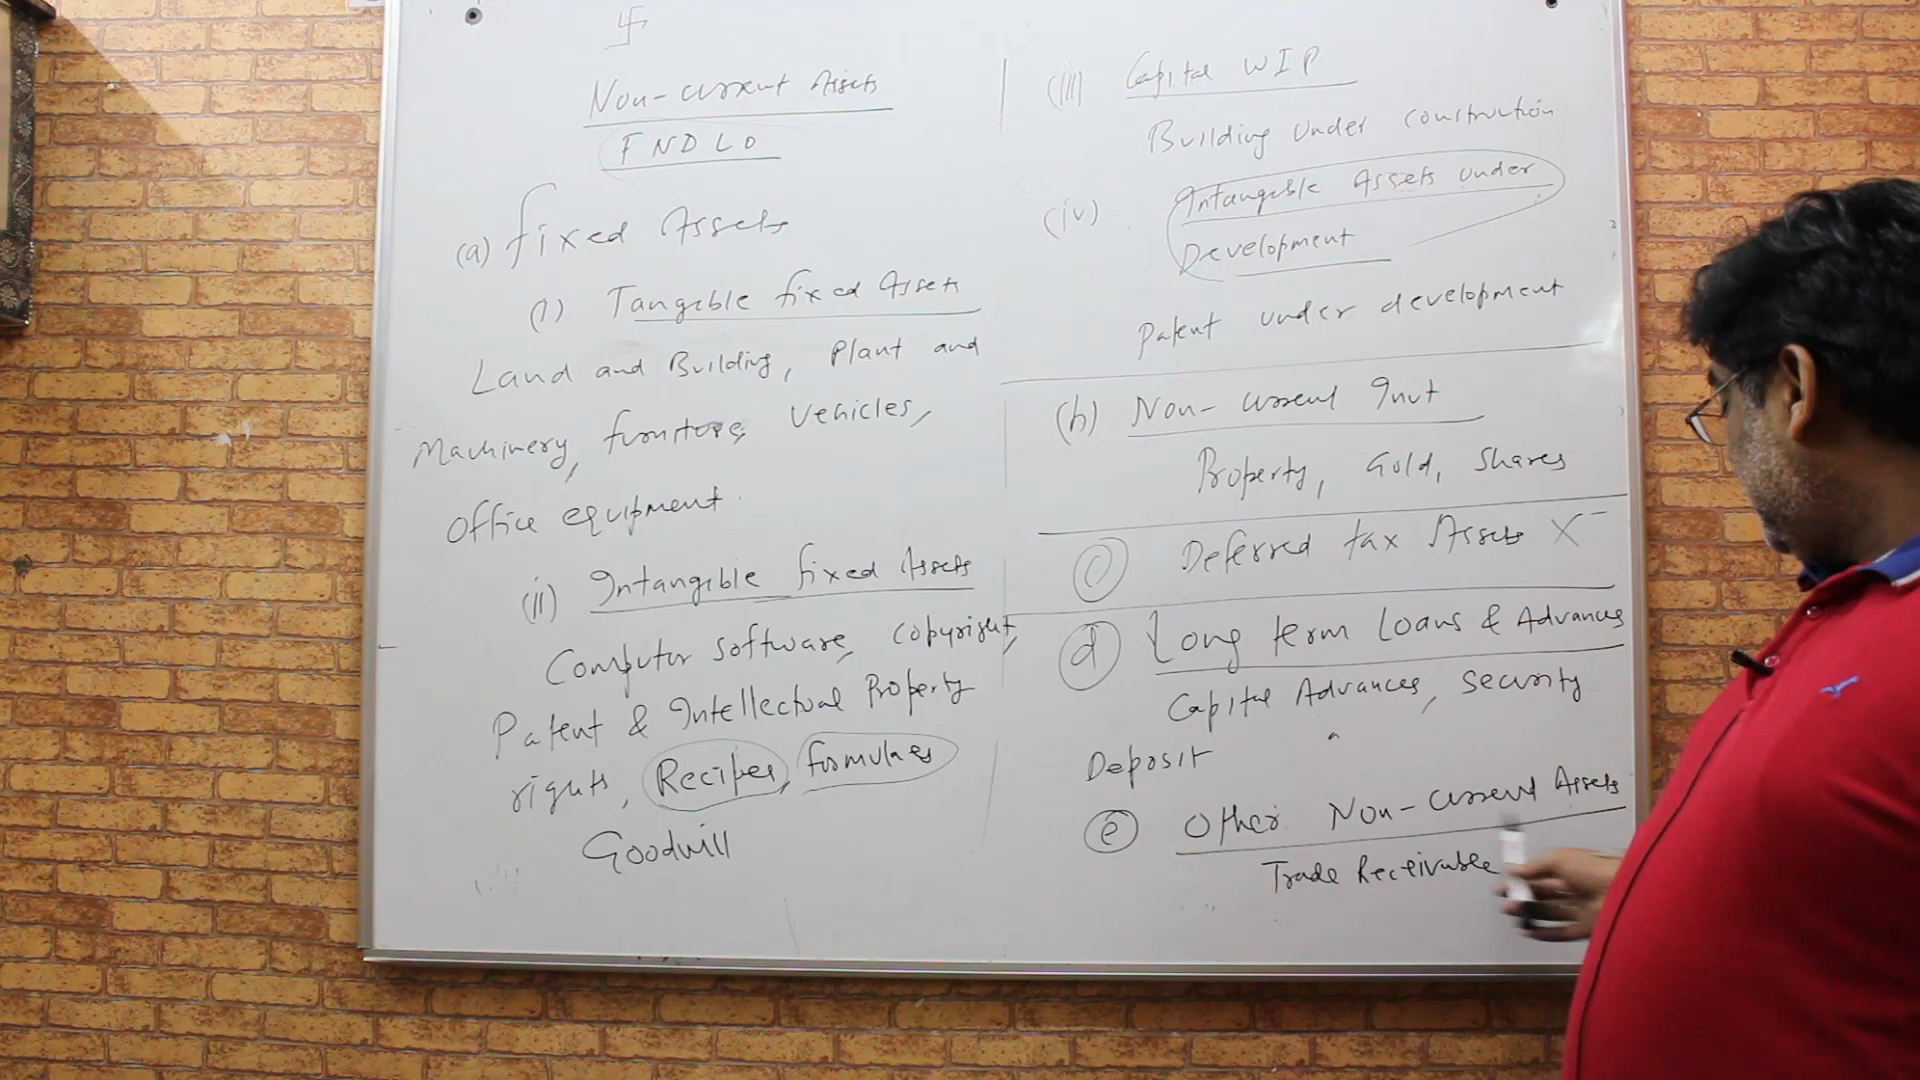 Non-current Assets
FNDLO
(a) fixed Assets
(i) Tangible fixed Assets
Land and Building, Plant and
Machinery, furniture, Vehicles,
Office equipment.
(ii) Intangible fixed Assets
Computer software, copyright,
Patent & Intellectual Property
rights, Recipes, formulaes
Goodwill
(iii) Capital WIP
Building under construction
(iv) Intangible Assets under
Development
Patent under development
(b) Non-current Invt
Property, Gold, Shares
(c) Deferred tax Assets X
(d) Long term Loans & Advances
Capital Advances, Security
Deposit
(e) Other Non-current Assets
Trade Receivable